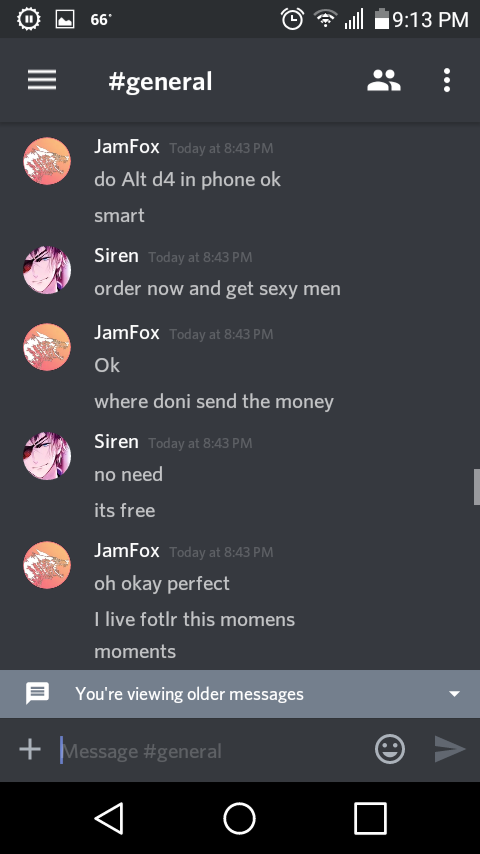 66°
9:13 PM
#general
JamFox Today at 8:43 PM
do Alt d4 in phone ok
smart
Siren Today at 8:43 PM
order now and get sexy men
JamFox Today at 8:43 PM
Ok
where doni send the money
Siren Today at 8:43 PM
no need
its free
JamFox Today at 8:43 PM
oh okay perfect
I live fotlr this momens
moments
You're viewing older messages
Message #general